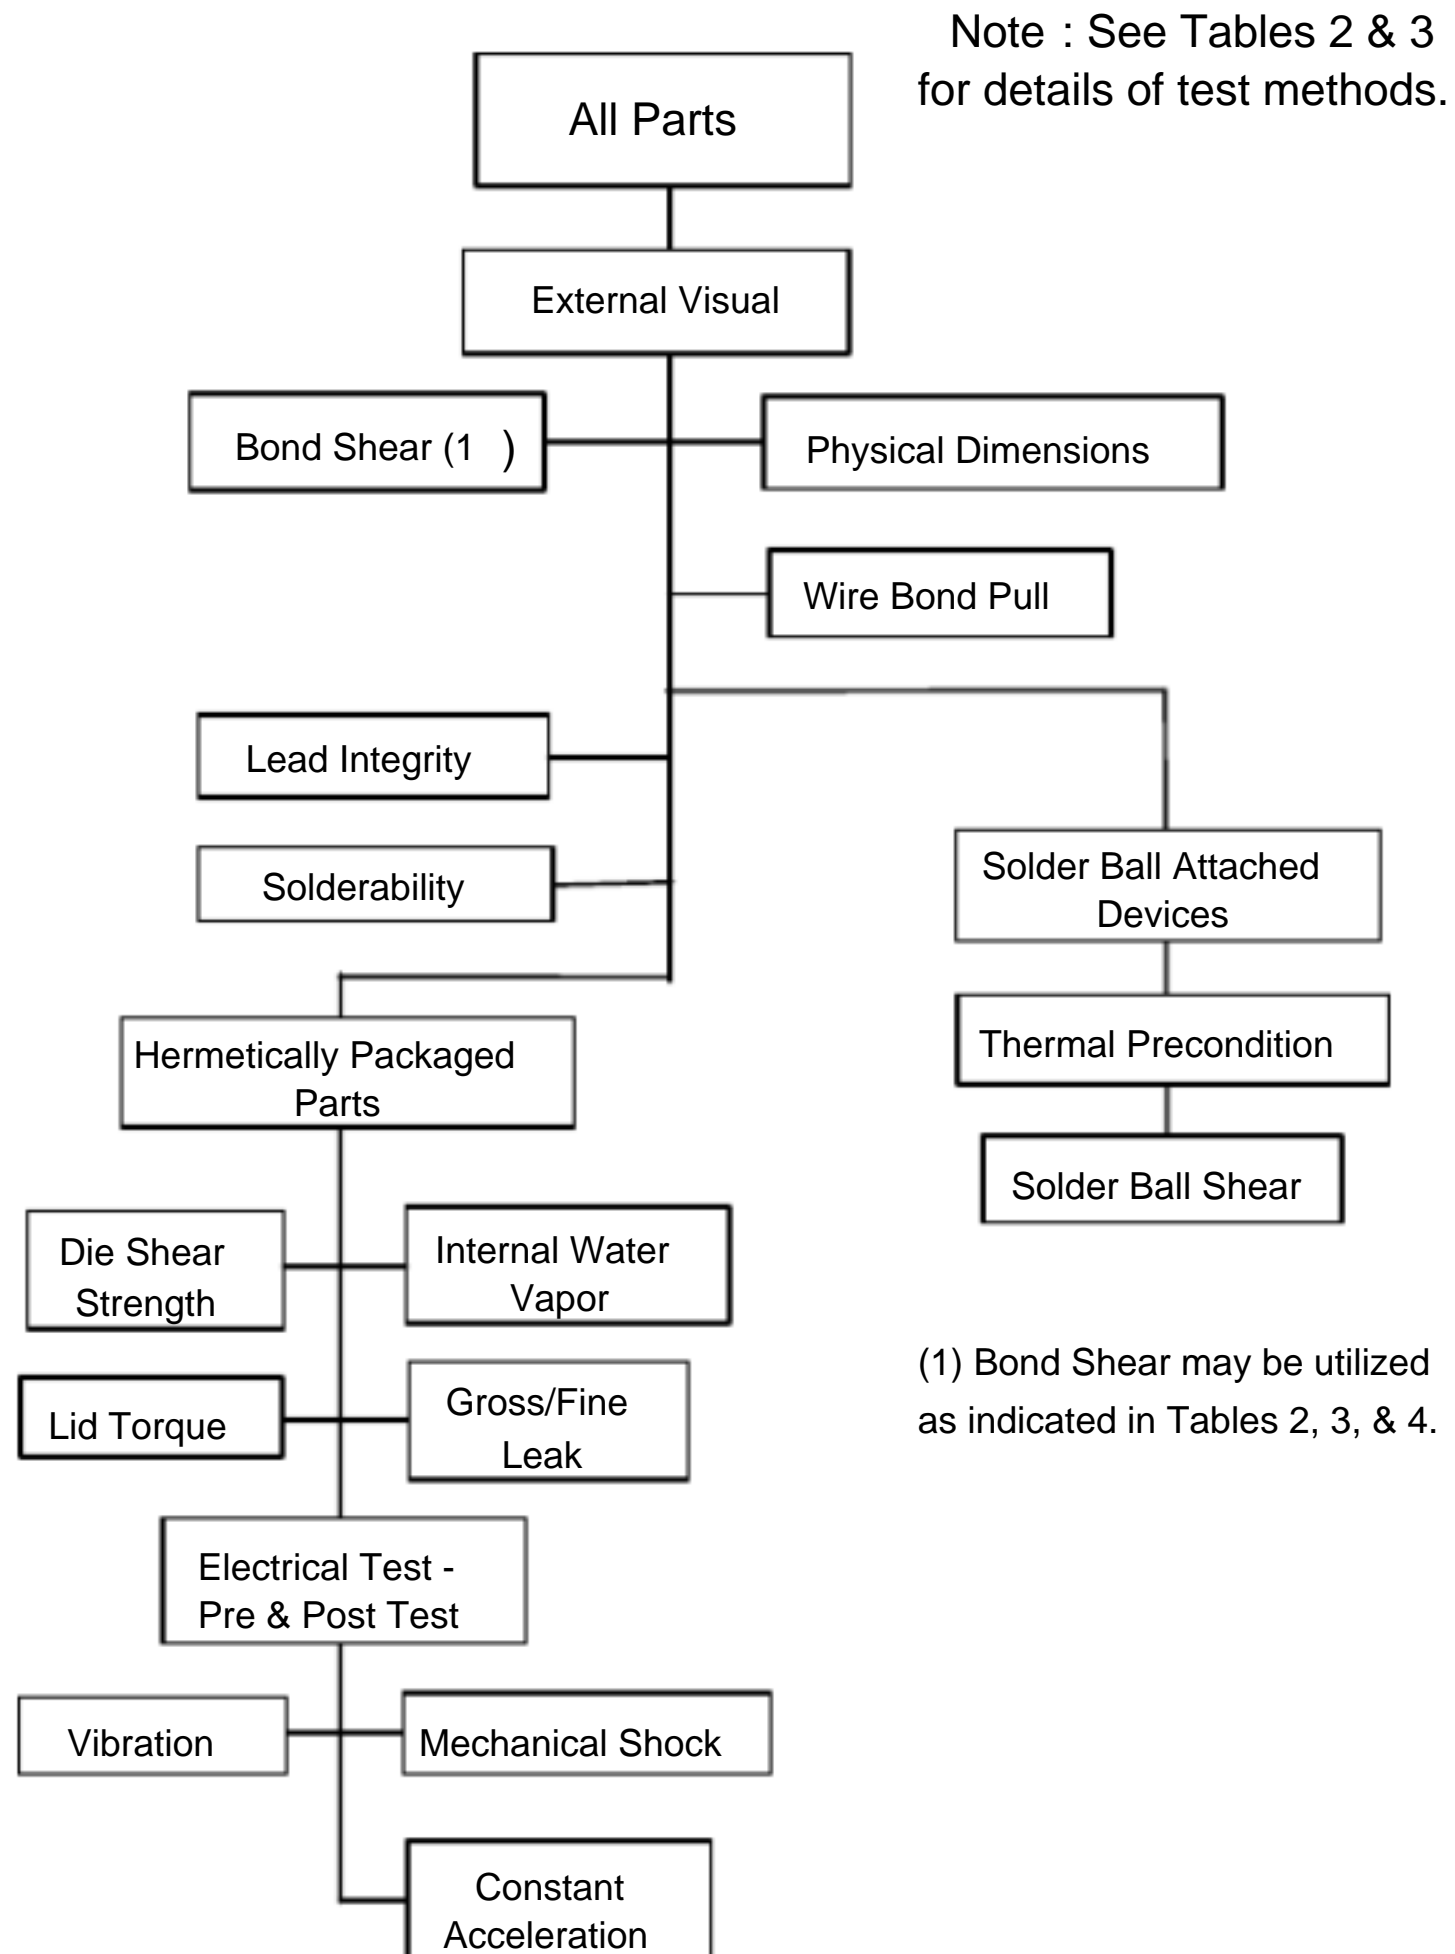 Note : See Tables 2 & 3
for details of test methods.
All Parts
External Visual
Bond Shear (1 )
Physical Dimensions
Wire Bond Pull
Lead Integrity
Solderability
Solder Ball Attached
Devices
Thermal Precondition
Solder Ball Shear
Hermetically Packaged
Parts
Die Shear
Strength
Internal Water
Vapor
Lid Torque
Gross/Fine
Leak
(1) Bond Shear may be utilized
as indicated in Tables 2, 3, & 4.
Electrical Test -
Pre & Post Test
Vibration
Mechanical Shock
Constant
Acceleration